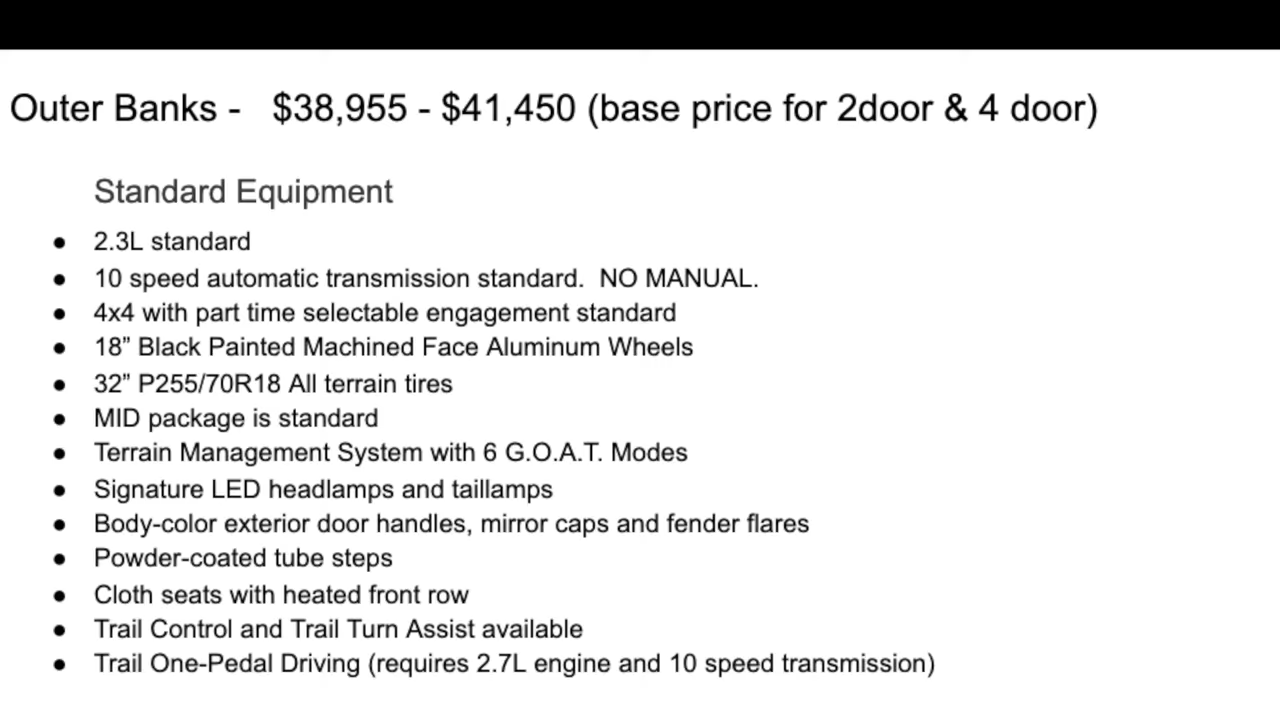 Outer Banks - $38,955 - $41,450 (base price for 2door & 4 door)
Standard Equipment
● 2.3L standard
● 10 speed automatic transmission standard. NO MANUAL.
● 4x4 with part time selectable engagement standard
● 18” Black Painted Machined Face Aluminum Wheels
● 32” P255/70R18 All terrain tires
● MID package is standard
● Terrain Management System with 6 G.O.A.T. Modes
● Signature LED headlamps and taillamps
● Body-color exterior door handles, mirror caps and fender flares
● Powder-coated tube steps
● Cloth seats with heated front row
● Trail Control and Trail Turn Assist available
● Trail One-Pedal Driving (requires 2.7L engine and 10 speed transmission)